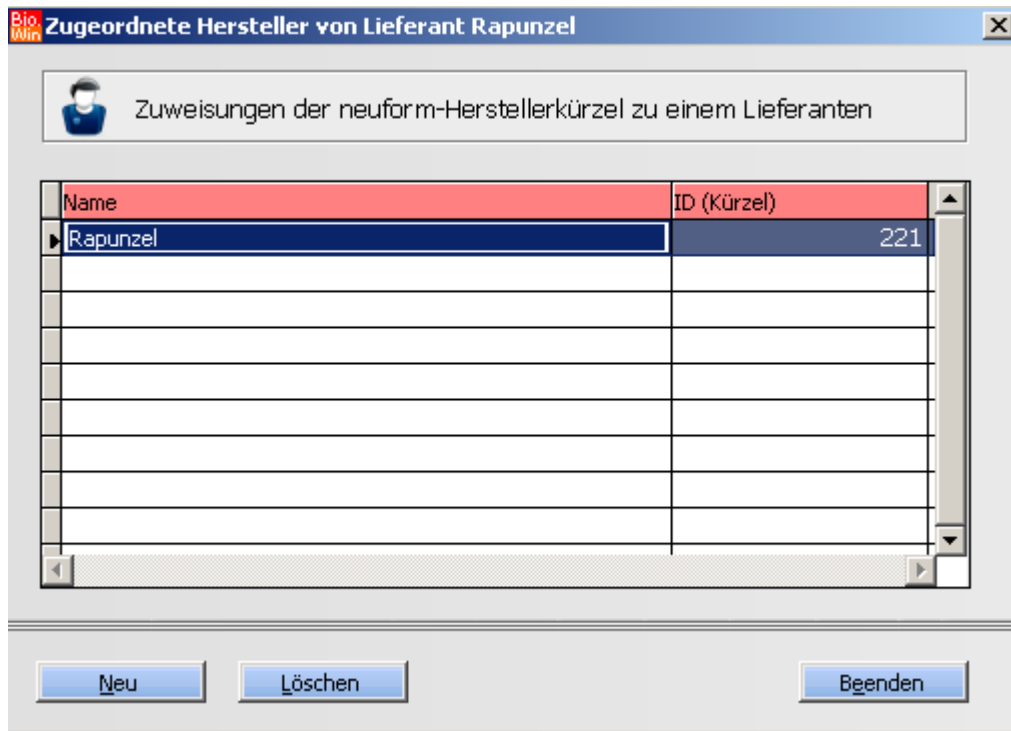 Bio Win Zugeordnete Hersteller von Lieferant Rapunzel
Zuweisungen der neuform-Herstellerkürzel zu einem Lieferanten
Name ID (Kürzel)
Rapunzel 221
Neu Löschen Beenden